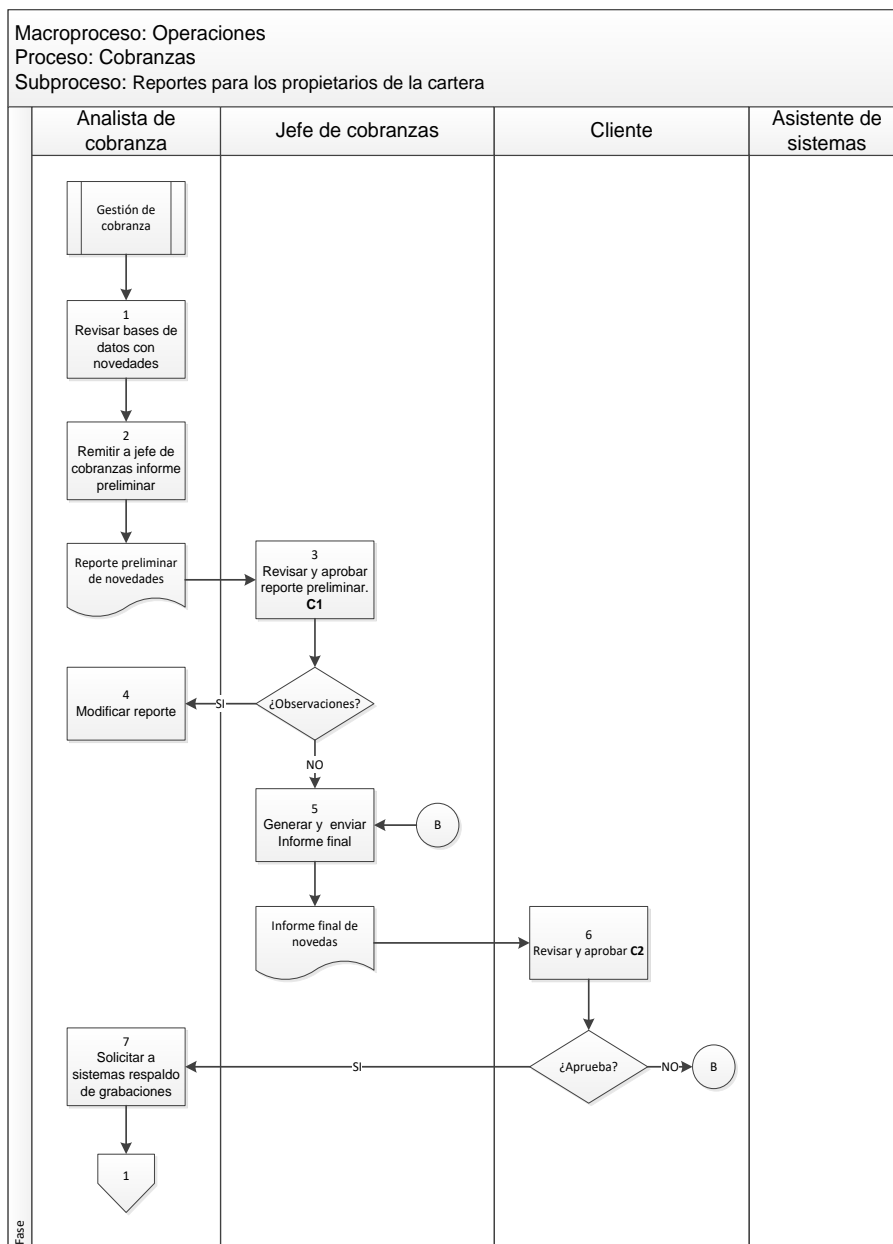 Macroproceso: Operaciones
Proceso: Cobranzas
Subproceso: Reportes para los propietarios de la cartera
Analista de
cobranza
Jefe de cobranzas
Cliente
Asistente de
sistemas
Gestión de
cobranza
1
Revisar bases de
datos con
novedades
2
Remitir a jefe de
cobranzas informe
preliminar
Reporte preliminar
de novedades
3
Revisar y aprobar
reporte preliminar.
C1
4
Modificar reporte
SI
¿Observaciones?
NO
5
Generar y enviar
Informe final
B
Informe final de
novedas
6
Revisar y aprobar C2
7
Solicitar a
sistemas respaldo
de grabaciones
SI
¿Aprueba?
NO
B
1
Fase